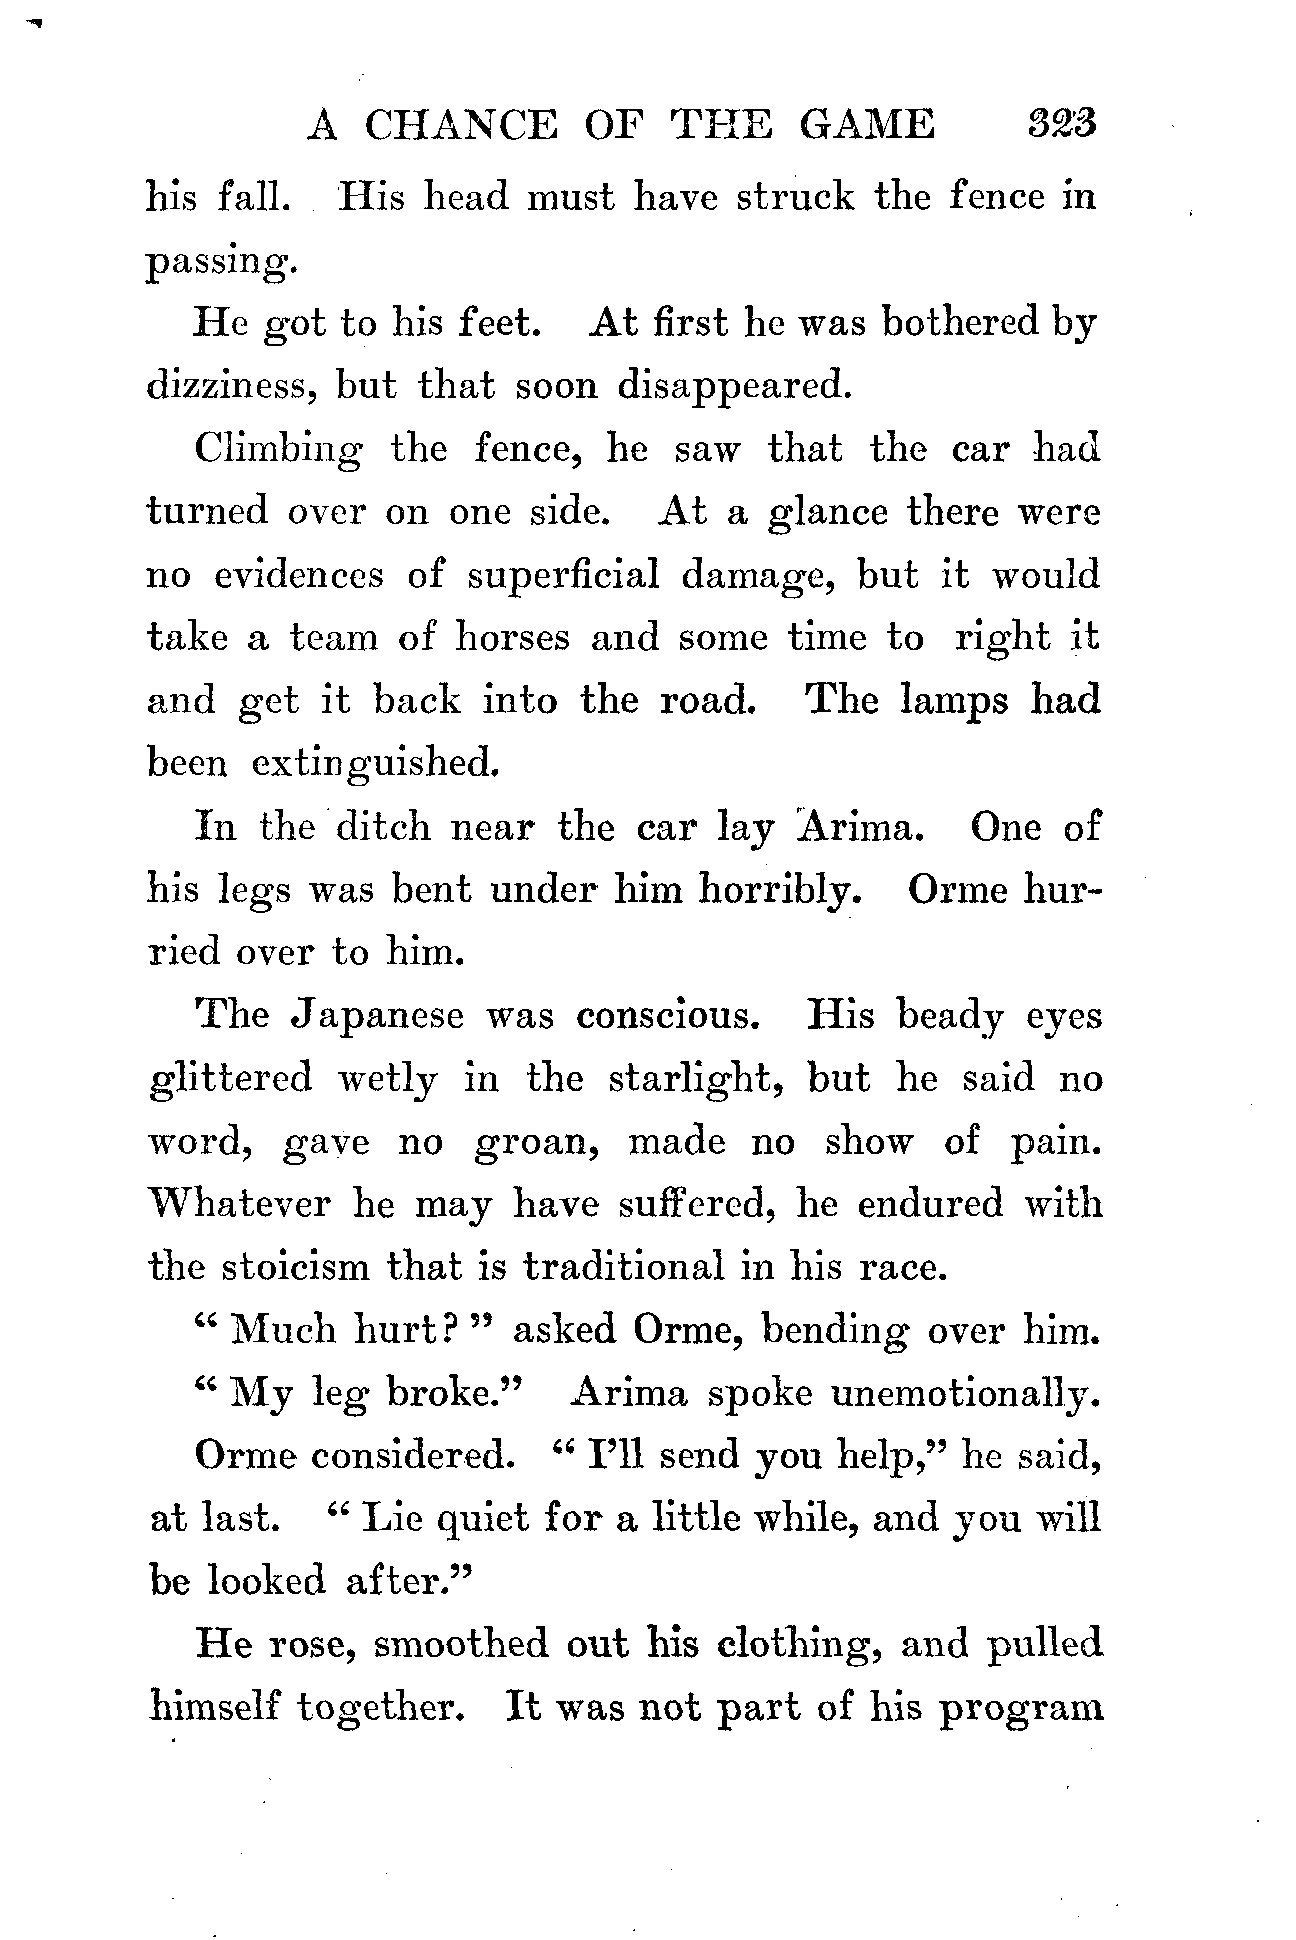 A CHANCE OF THE GAME 323
his fall. His head must have struck the fence in
passing.
He got to his feet. At first he was bothered by
dizziness, but that soon disappeared.
Climbing the fence, he saw that the car had
turned over on one side. At a glance there were
no evidences of superficial damage, but it would
take a team of horses and some time to right it
and get it back into the road. The lamps had
been extinguished.
In the ditch near the car lay Arima. One of
his legs was bent under him horribly. Orme hur-
ried over to him.
The Japanese was conscious. His beady eyes
glittered wetly in the starlight, but he said no
word, gave no groan, made no show of pain.
Whatever he may have suffered, he endured with
the stoicism that is traditional in his race.
“ Much hurt? ” asked Orme, bending over him.
“ My leg broke.” Arima spoke unemotionally.
Orme considered. “ I’ll send you help,” he said,
at last. “ Lie quiet for a little while, and you will
be looked after.”
He rose, smoothed out his clothing, and pulled
himself together. It was not part of his program